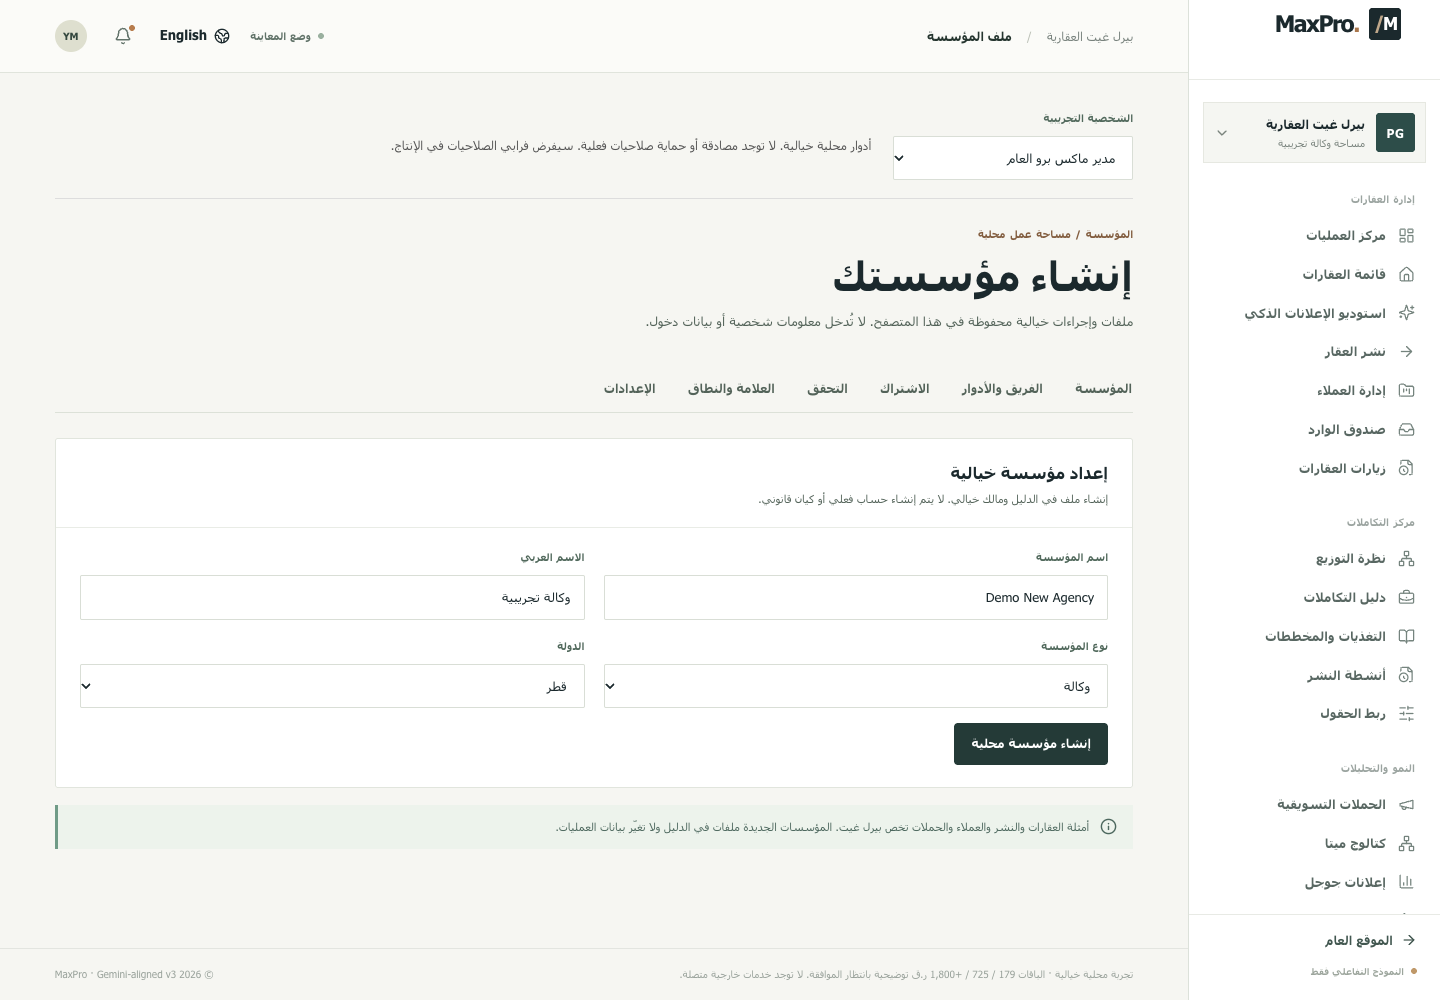 MaxPro.
/M
بيرل غيت العقارية
/
ملف المؤسسة
وضع المعاينة
English
YM
PG
بيرل غيت العقارية
مساحة وكالة تجريبية
إدارة العقارات
مركز العمليات
قائمة العقارات
استوديو الإعلانات الذكي
نشر العقار
إدارة العملاء
صندوق الوارد
زيارات العقارات
مركز التكاملات
نظرة التوزيع
دليل التكاملات
التغذيات والمخططات
أنشطة النشر
ربط الحقول
النمو والتحليلات
الحملات التسويقية
كتالوج ميتا
إعلانات جوجل
الموقع العام
النموذج التفاعلي فقط
الشخصية التجريبية
مدير ماكس برو العام
أدوار محلية خيالية. لا توجد مصادقة أو حماية صلاحيات فعلية. سيفرض فرابي الصلاحيات في الإنتاج.
المؤسسة / مساحة عمل محلية
إنشاء مؤسستك
ملفات وإجراءات خيالية محفوظة في هذا المتصفح. لا تُدخل معلومات شخصية أو بيانات دخول.
المؤسسة
الفريق والأدوار
الاشتراك
التحقق
العلامة والنطاق
الإعدادات
إعداد مؤسسة خيالية
إنشاء ملف في الدليل ومالك خيالي. لا يتم إنشاء حساب فعلي أو كيان قانوني.
اسم المؤسسة
الاسم العربي
Demo New Agency
وكالة تجريبية
نوع المؤسسة
الدولة
وكالة
قطر
إنشاء مؤسسة محلية
أمثلة العقارات والنشر والعملاء والحملات تخص بيرل غيت. المؤسسات الجديدة ملفات في الدليل ولا تغيّر بيانات العمليات.
تجربة محلية خيالية · الباقات 179 / 725 / +1,800 ر.ق توضيحية بانتظار الموافقة. لا توجد خدمات خارجية متصلة.
MaxPro · Gemini-aligned v3 2026 ©